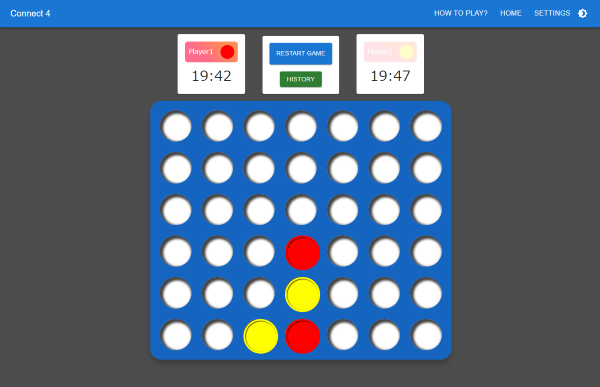 Connect 4
HOW TO PLAY?
HOME
SETTINGS
Player1
19:42
RESTART GAME
HISTORY
Player2
19:47